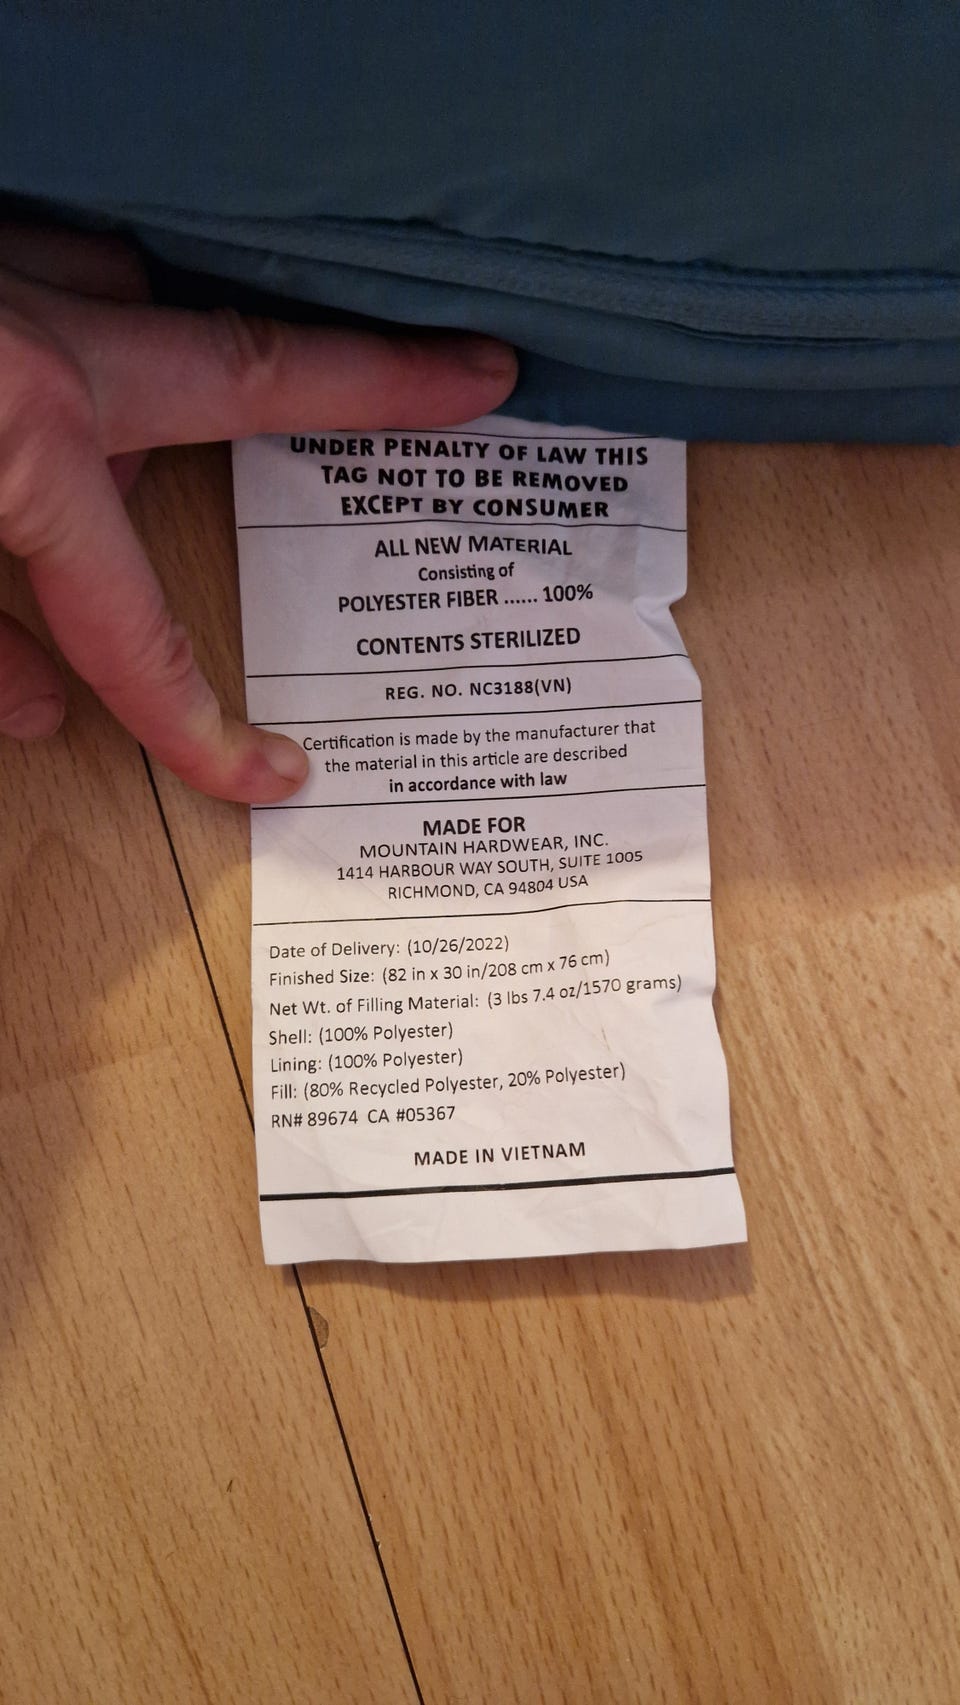 UNDER PENALTY OF LAW THIS
TAG NOT TO BE REMOVED
EXCEPT BY CONSUMER
ALL NEW MATERIAL
Consisting of
POLYESTER FIBER ...... 100%
CONTENTS STERILIZED
REG. NO. NC3188(VN)
Certification is made by the manufacturer that
the material in this article are described
in accordance with law
MADE FOR
MOUNTAIN HARDWEAR, INC.
1414 HARBOUR WAY SOUTH, SUITE 1005
RICHMOND, CA 94804 USA
Date of Delivery: (10/26/2022)
Finished Size: (82 in x 30 in/208 cm x 76 cm)
Net Wt. of Filling Material: (3 lbs 7.4 oz/1570 grams)
Shell: (100% Polyester)
Lining: (100% Polyester)
Fill: (80% Recycled Polyester, 20% Polyester)
RN# 89674 CA #05367
MADE IN VIETNAM